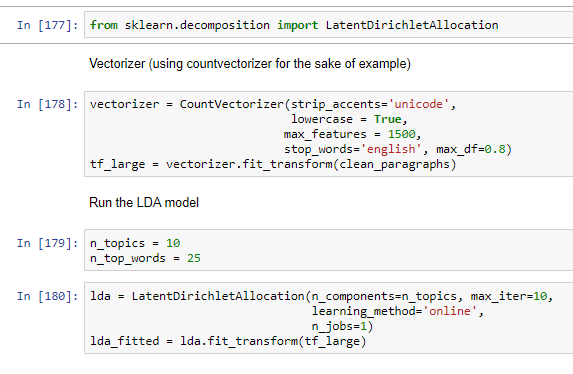 In [177]: from sklearn.decomposition import LatentDirichletAllocation
Vectorizer (using countvectorizer for the sake of example)
In [178]: vectorizer = CountVectorizer(strip_accents='unicode',
lowercase = True,
max_features = 1500,
stop_words='english', max_df=0.8)
tf_large = vectorizer.fit_transform(clean_paragraphs)
Run the LDA model
In [179]: n_topics = 10
n_top_words = 25
In [180]: lda = LatentDirichletAllocation(n_components=n_topics, max_iter=10,
learning_method='online',
n_jobs=1)
lda_fitted = lda.fit_transform(tf_large)